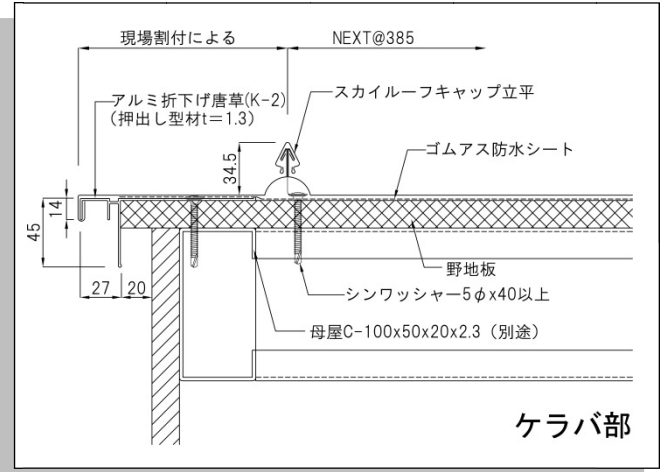 現場割付による
NEXT@385
アルミ折下げ唐草(K-2)
(押出し型材t=1.3)
スカイルーフキャップ立平
34.5
ゴムアス防水シート
14
45
27
20
野地板
シンワッシャー5φx40以上
母屋C-100x50x20x2.3（別途）
ケラバ部